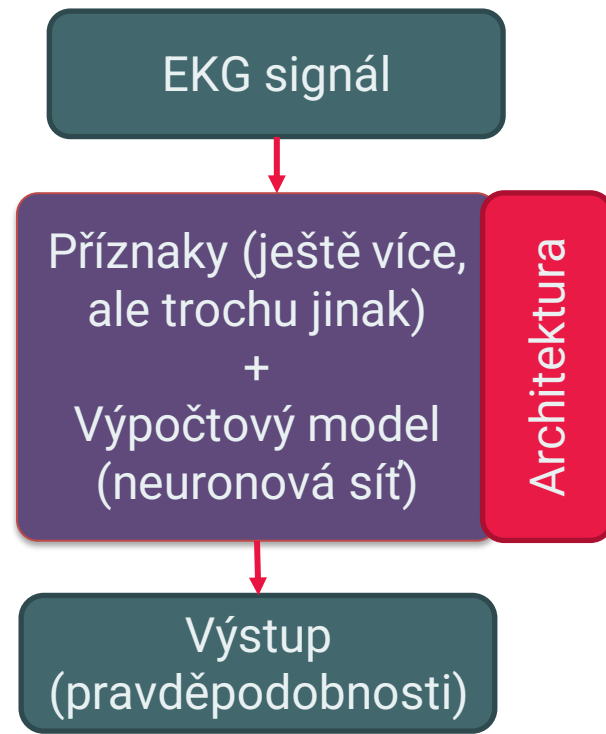 EKG signál
Příznaky (ještě více,
ale trochu jinak)
+
Výpočtový model
(neuronová síť)
Architektura
Výstup
(pravděpodobnosti)